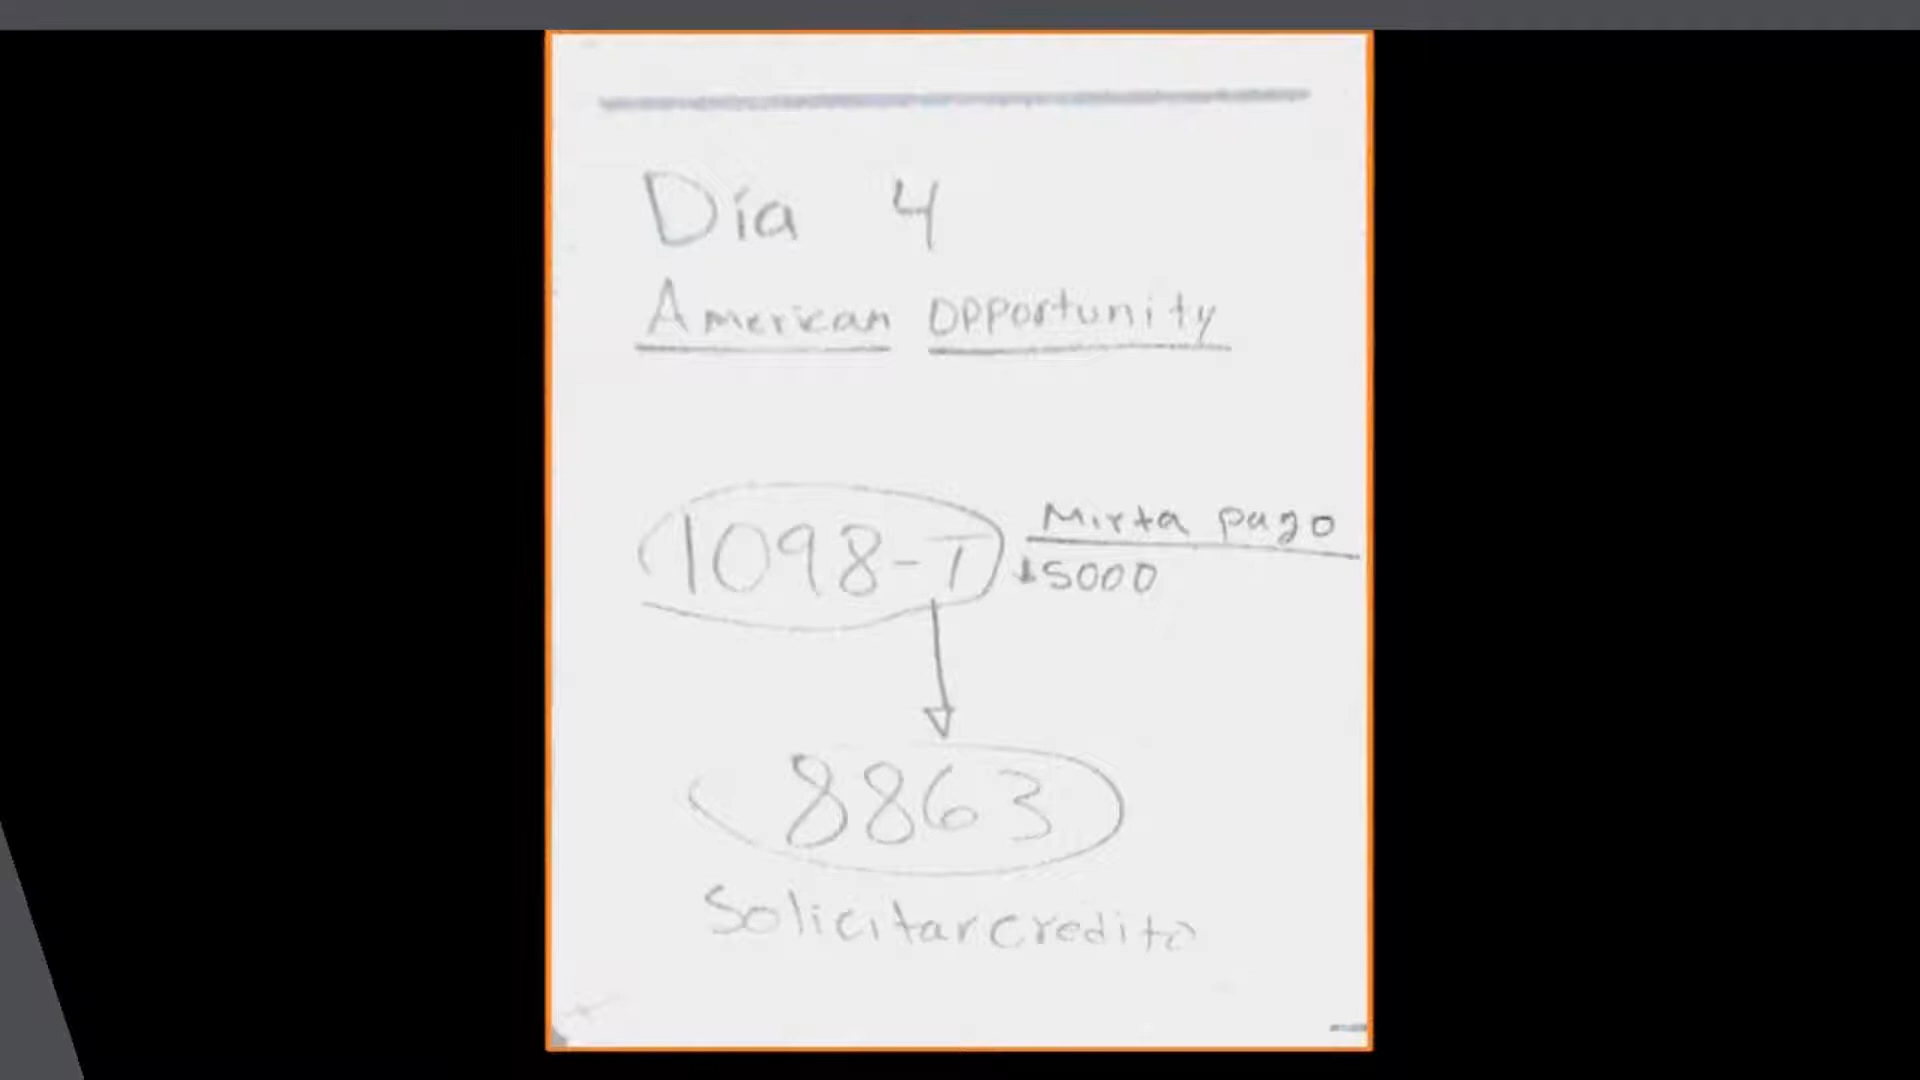 Día 4
American opportunity
1098-T
Mirta pago
$5000
8863
Solicitar credito